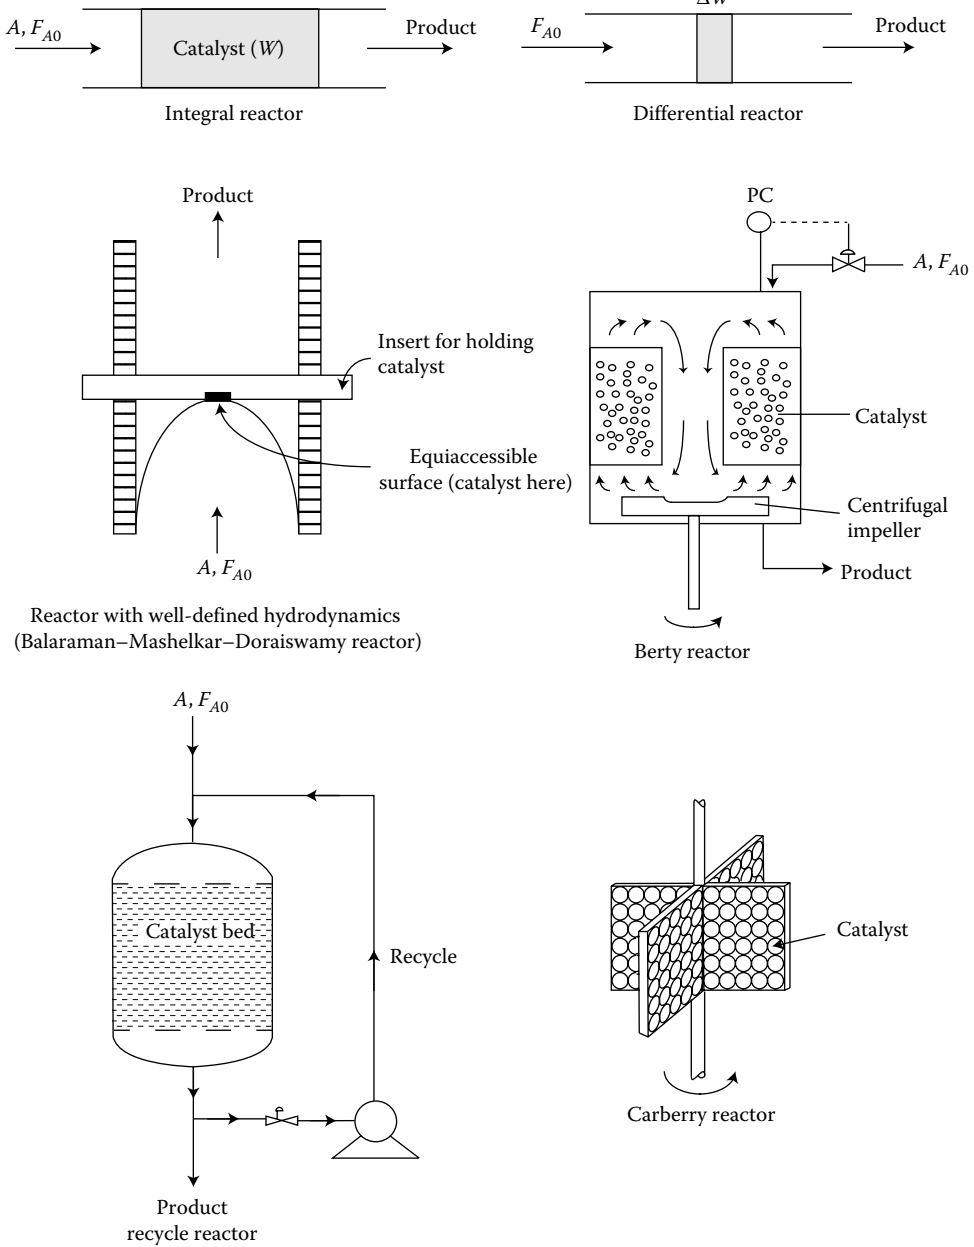 A, F_A0
Catalyst (W)
Product
Integral reactor
F_A0
ΔW
Product
Differential reactor
Product
Insert for holding
catalyst
Equiaccessible
surface (catalyst here)
A, F_A0
Reactor with well-defined hydrodynamics
(Balaraman–Mashelkar–Doraiswamy reactor)
PC
A, F_A0
Catalyst
Centrifugal
impeller
Product
Berty reactor
A, F_A0
Catalyst bed
Recycle
Product
recycle reactor
Catalyst
Carberry reactor